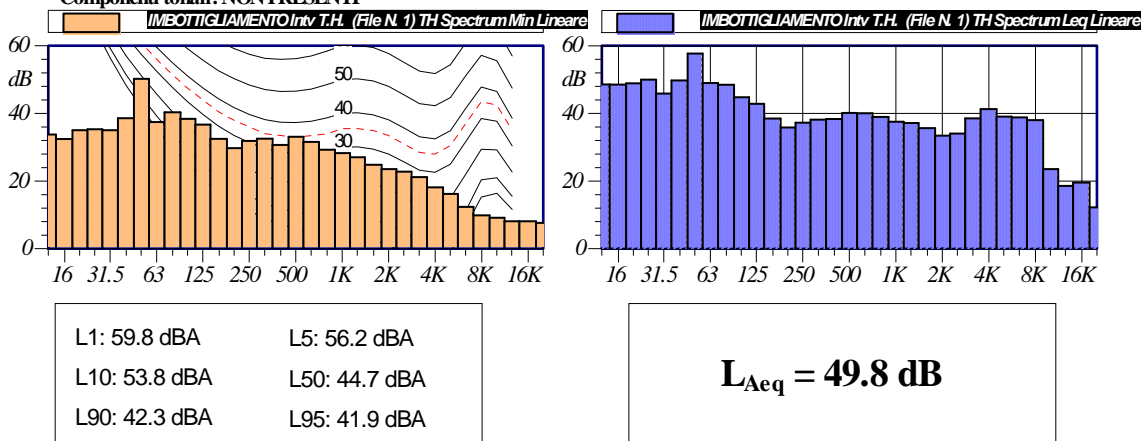 Componenti tonali: NON PRESENTI
IMBOTTIGLIAMENTO Intv T.H. (File N. 1) TH Spectrum Min Lineare
IMBOTTIGLIAMENTO Intv T.H. (File N. 1) TH Spectrum Leq Lineare
60
dB
40
20
0
50
40
30
16 31.5 63 125 250 500 1K 2K 4K 8K 16K
60
dB
40
20
0
16 31.5 63 125 250 500 1K 2K 4K 8K 16K
L1: 59.8 dBA L5: 56.2 dBA
L10: 53.8 dBA L50: 44.7 dBA
L90: 42.3 dBA L95: 41.9 dBA
LAeq = 49.8 dB